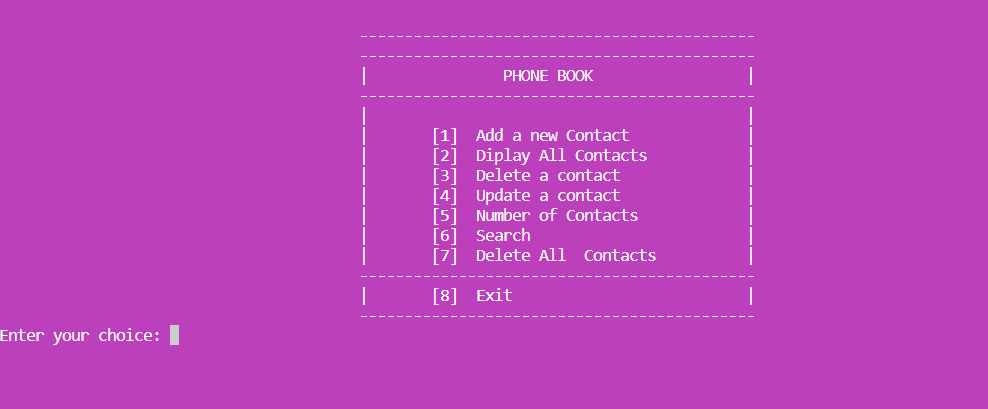 --------------------------------------------
--------------------------------------------
|               PHONE BOOK                 |
--------------------------------------------
|                                          |
|       [1]  Add a new Contact             |
|       [2]  Diplay All Contacts           |
|       [3]  Delete a contact              |
|       [4]  Update a contact              |
|       [5]  Number of Contacts            |
|       [6]  Search                        |
|       [7]  Delete All  Contacts          |
--------------------------------------------
|       [8]  Exit                          |
--------------------------------------------
Enter your choice: